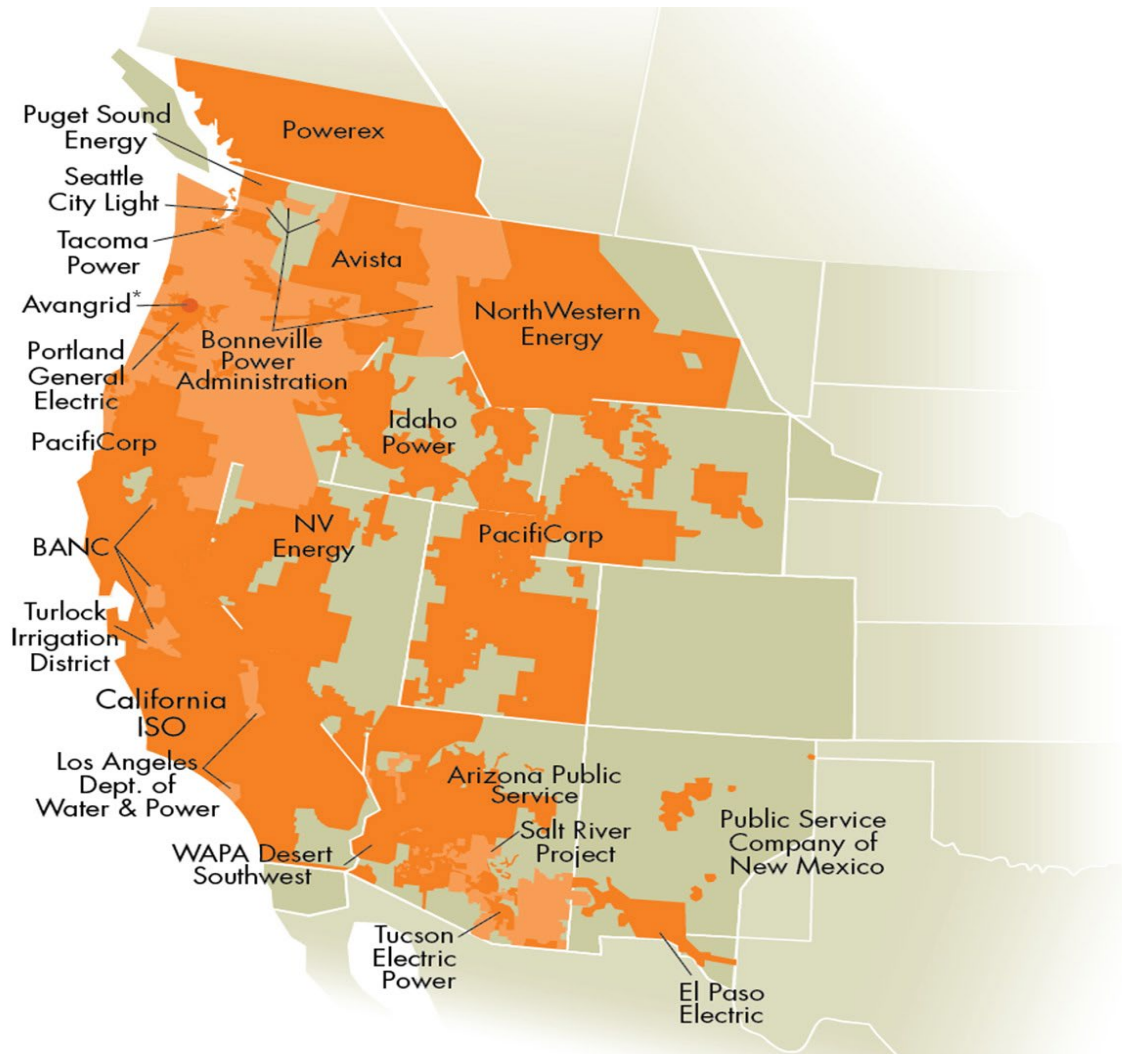 Powerex
Puget Sound
Energy
Seattle
City Light
Tacoma
Power
Avista
Avangrid*
NorthWestern
Energy
Bonneville
Power
Administration
Portland
General
Electric
PacifiCorp
Idaho
Power
NV
Energy
PacifiCorp
BANC
Turlock
Irrigation
District
California
ISO
Los Angeles
Dept. of
Water & Power
Arizona Public
Service
Salt River
Project
Public Service
Company of
New Mexico
WAPA Desert
Southwest
Tucson
Electric
Power
El Paso
Electric